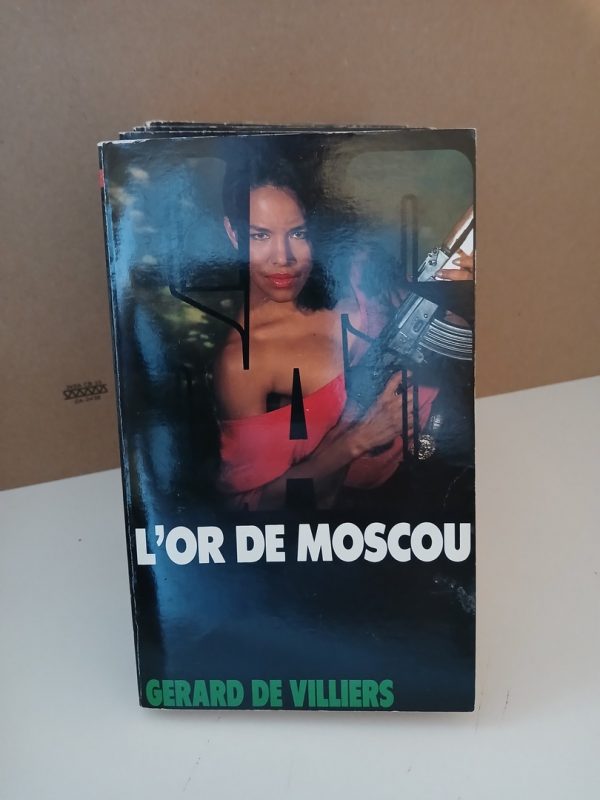 SAS
L'OR DE MOSCOU
GERARD DE VILLIERS